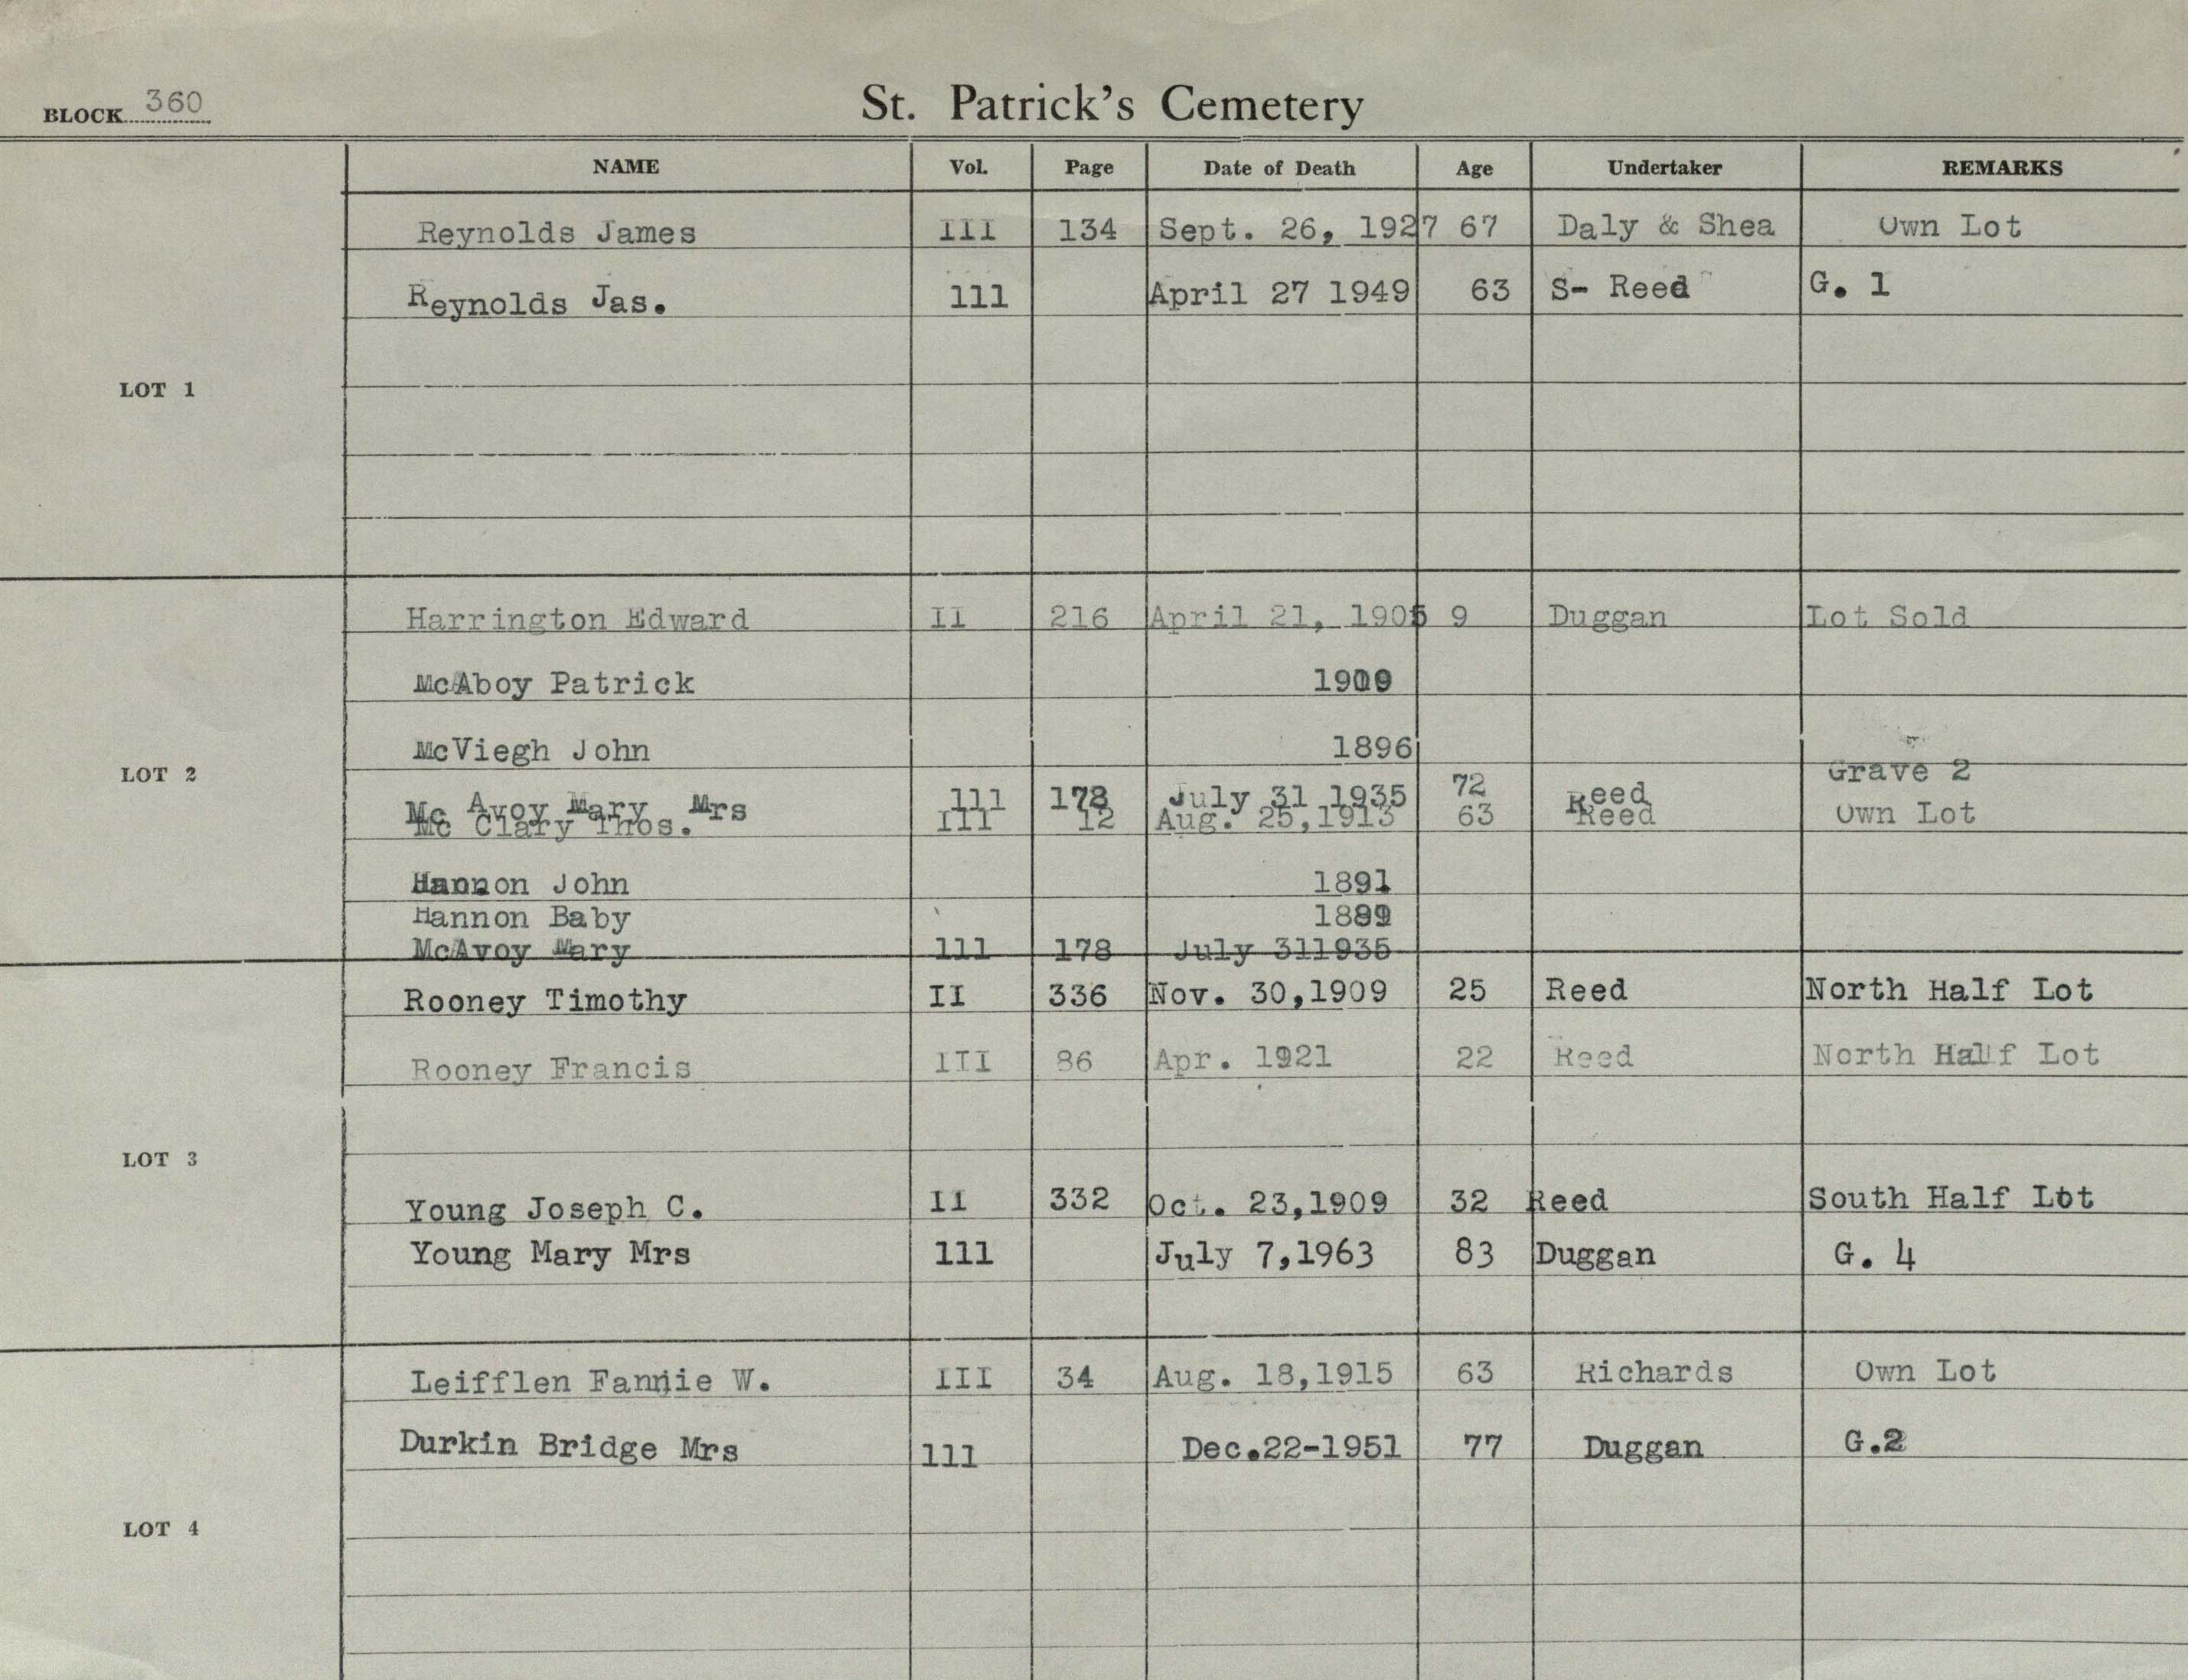 BLOCK 360
St. Patrick's Cemetery
NAME Vol. Page Date of Death Age Undertaker REMARKS
LOT 1
Reynolds James III 134 Sept. 26, 1927 67 Daly & Shea Own Lot
Reynolds Jas. 111 April 27 1949 63 S- Reed G. 1
LOT 2
Harrington Edward II 216 April 21, 1905 9 Duggan Lot Sold
McAboy Patrick
McViegh John 1896
Grave 2
Mc Avoy Mary Mrs 111 178 July 31 1935 72 Reed
Mc Clary Thos. III 12 Aug. 25,1913 63 Reed Own Lot
Hannon John 1891
Hannon Baby
McAvoy Mary 111 178 July 311935
LOT 3
Rooney Timothy II 336 Nov. 30,1909 25 Reed North Half Lot
Rooney Francis III 86 Apr. 1921 22 Reed North Half Lot
Young Joseph C. II 332 Oct. 23,1909 32 Reed South Half Lot
Young Mary Mrs 111 July 7,1963 83 Duggan G. 4
LOT 4
Leifflen Fannie W. III 34 Aug. 18,1915 63 Richards Own Lot
Durkin Bridge Mrs 111 Dec.22-1951 77 Duggan G.2